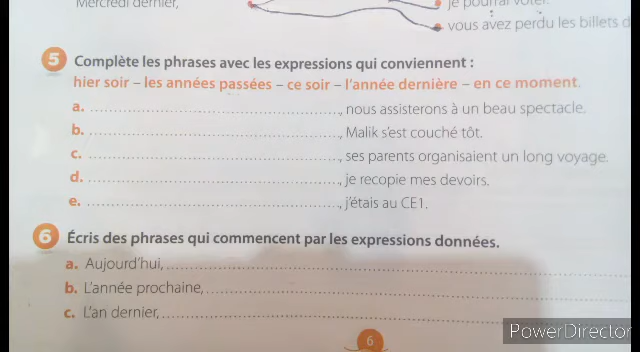 Mercredi dernier,
je pourrai voter.
vous avez perdu les billets d
5 Complète les phrases avec les expressions qui conviennent :
hier soir – les années passées – ce soir – l'année dernière – en ce moment.
a. ............, nous assisterons à un beau spectacle.
b. ............, Malik s'est couché tôt.
c. ............, ses parents organisaient un long voyage.
d. ............, je recopie mes devoirs.
e. ............, j'étais au CE1.
6 Écris des phrases qui commencent par les expressions données.
a. Aujourd'hui, ............
b. L'année prochaine, ............
c. L'an dernier, ............
6
PowerDirector